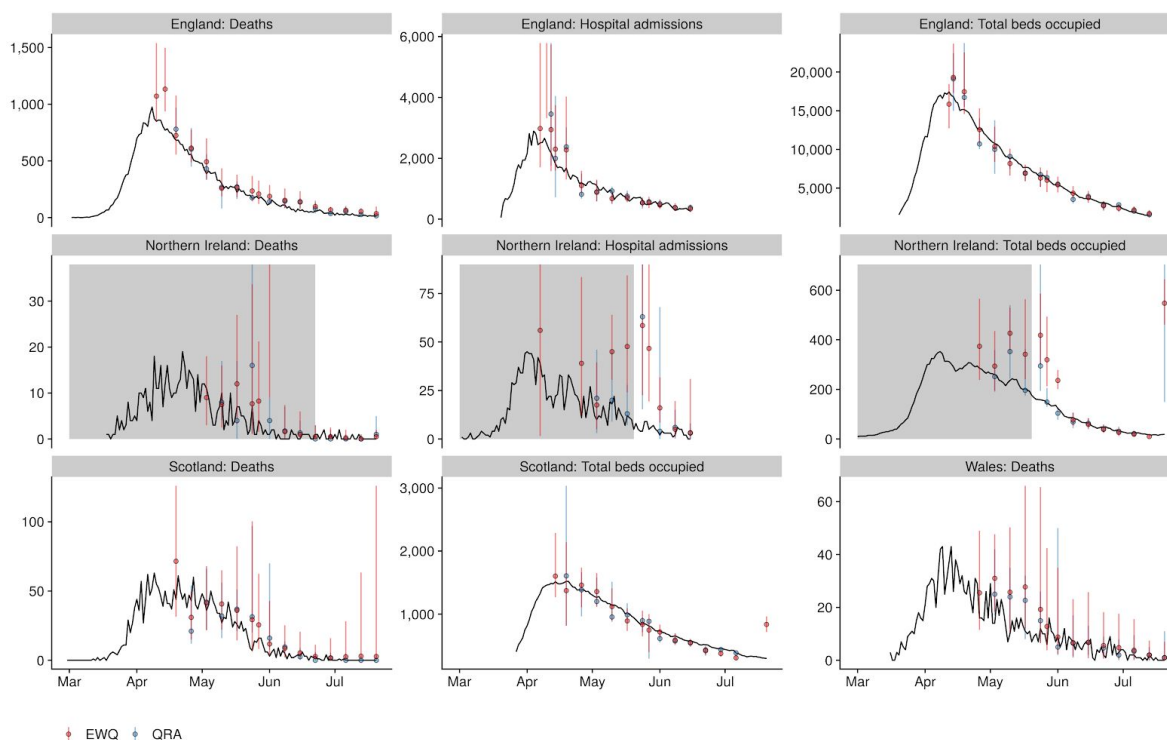 England: Deaths
England: Hospital admissions
England: Total beds occupied
1,500
1,000
500
0
6,000
4,000
2,000
0
20,000
15,000
10,000
5,000
Northern Ireland: Deaths
Northern Ireland: Hospital admissions
Northern Ireland: Total beds occupied
30
20
10
0
75
50
25
0
600
400
200
0
Scotland: Deaths
Scotland: Total beds occupied
Wales: Deaths
100
50
0
3,000
2,000
1,000
60
40
20
0
Mar Apr May Jun Jul
Mar Apr May Jun Jul
Mar Apr May Jun Jul
EWQ QRA